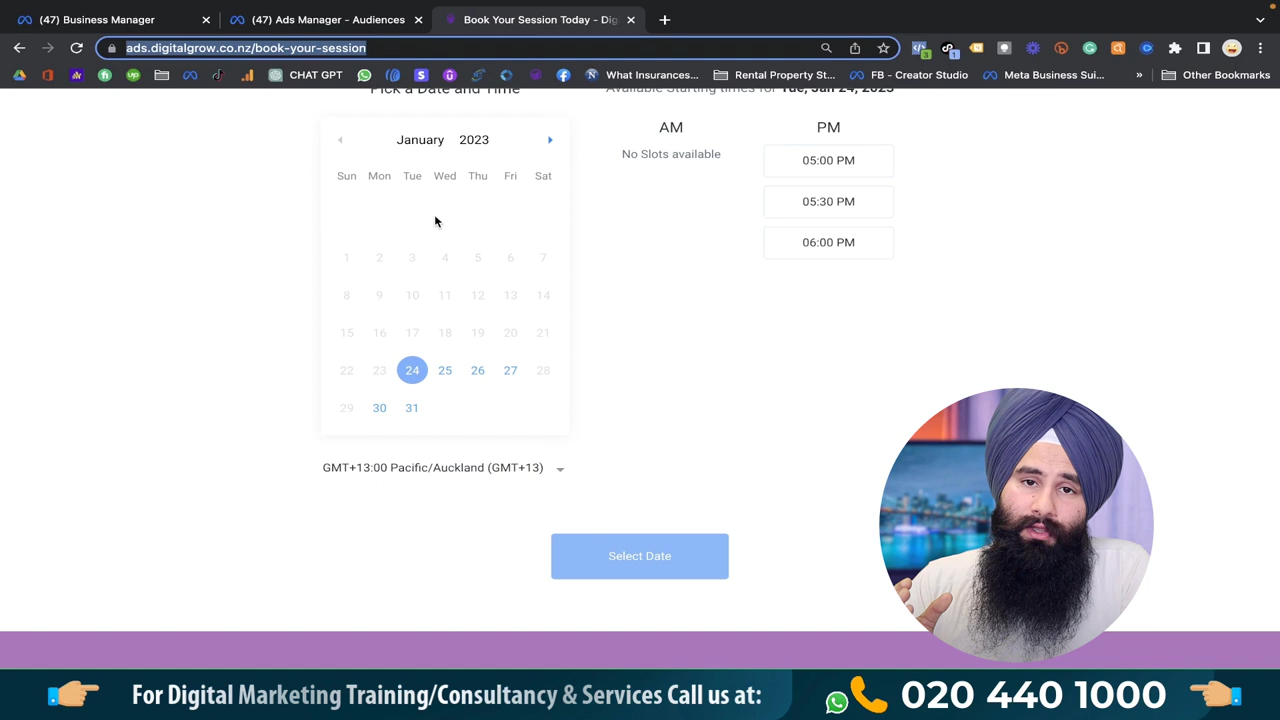 (47) Business Manager
(47) Ads Manager - Audiences
Book Your Session Today - Dig
ads.digitalgrow.co.nz/book-your-session
3
1
CHAT GPT
What Insurances...
Rental Property St...
FB - Creator Studio
Meta Business Sui...
»
Other Bookmarks
Pick a Date and Time
Available Starting times for Tue, Jan 24, 2023
January 2023
Sun Mon Tue Wed Thu Fri Sat
1 2 3 4 5 6 7
8 9 10 11 12 13 14
15 16 17 18 19 20 21
22 23 24 25 26 27 28
29 30 31
GMT+13:00 Pacific/Auckland (GMT+13)
AM
No Slots available
PM
05:00 PM
05:30 PM
06:00 PM
Select Date
For Digital Marketing Training/Consultancy & Services Call us at:
020 440 1000